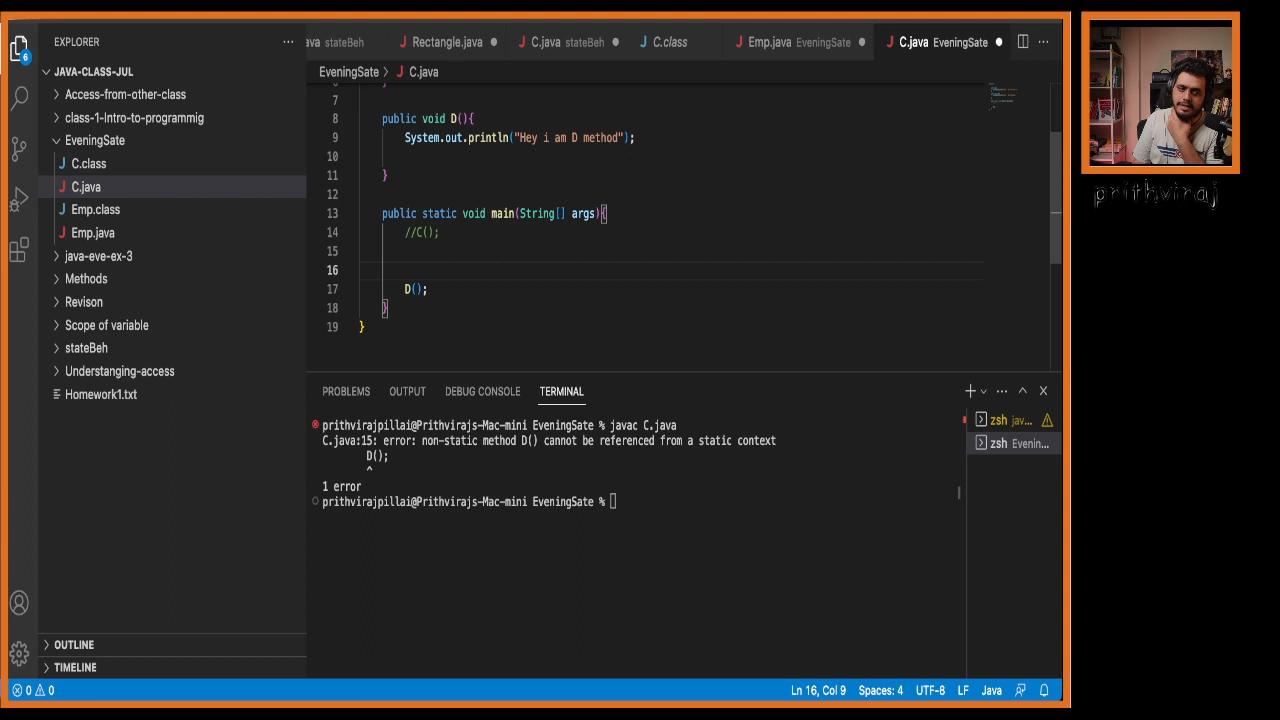 EXPLORER
6
JAVA-CLASS-JUL
Access-from-other-class
class-1-Intro-to-programmig
EveningSate
C.class
C.java
Emp.class
Emp.java
java-eve-ex-3
Methods
Revison
Scope of variable
stateBeh
Understanging-access
Homework1.txt
OUTLINE
TIMELINE
ava stateBeh Rectangle.java C.java stateBeh C.class Emp.java EveningSate C.java EveningSate
EveningSate > C.java
7
8 public void D(){
9 System.out.println("Hey i am D method");
10
11 }
12
13 public static void main(String[] args){
14 //C();
15
16
17 D();
18 }
19 }
PROBLEMS OUTPUT DEBUG CONSOLE TERMINAL
prithvirajpillai@Prithvirajs-Mac-mini EveningSate % javac C.java
C.java:15: error: non-static method D() cannot be referenced from a static context
D();
^
1 error
prithvirajpillai@Prithvirajs-Mac-mini EveningSate %
zsh jav...
zsh Evenin...
0 0 Ln 16, Col 9 Spaces: 4 UTF-8 LF Java
prithviraj